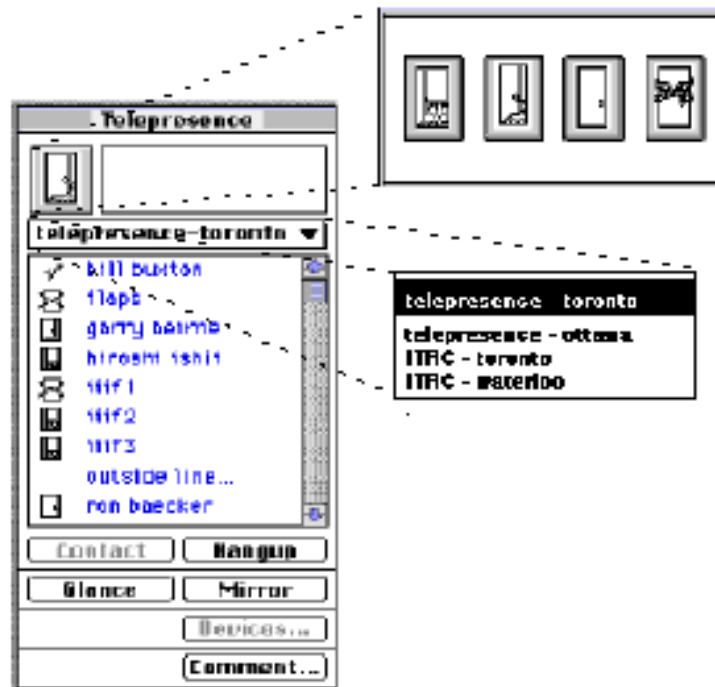 Telepresence
telepresence-toronto
bill buxton
flaps
garry beirne
hiroshi ishii
iiif1
iiif2
iiif3
outside line...
ron baecker
Contact
Hangup
Glance
Mirror
Devices...
Comment...
telepresence - toronto
telepresence - ottawa
ITRC - toronto
ITRC - waterloo